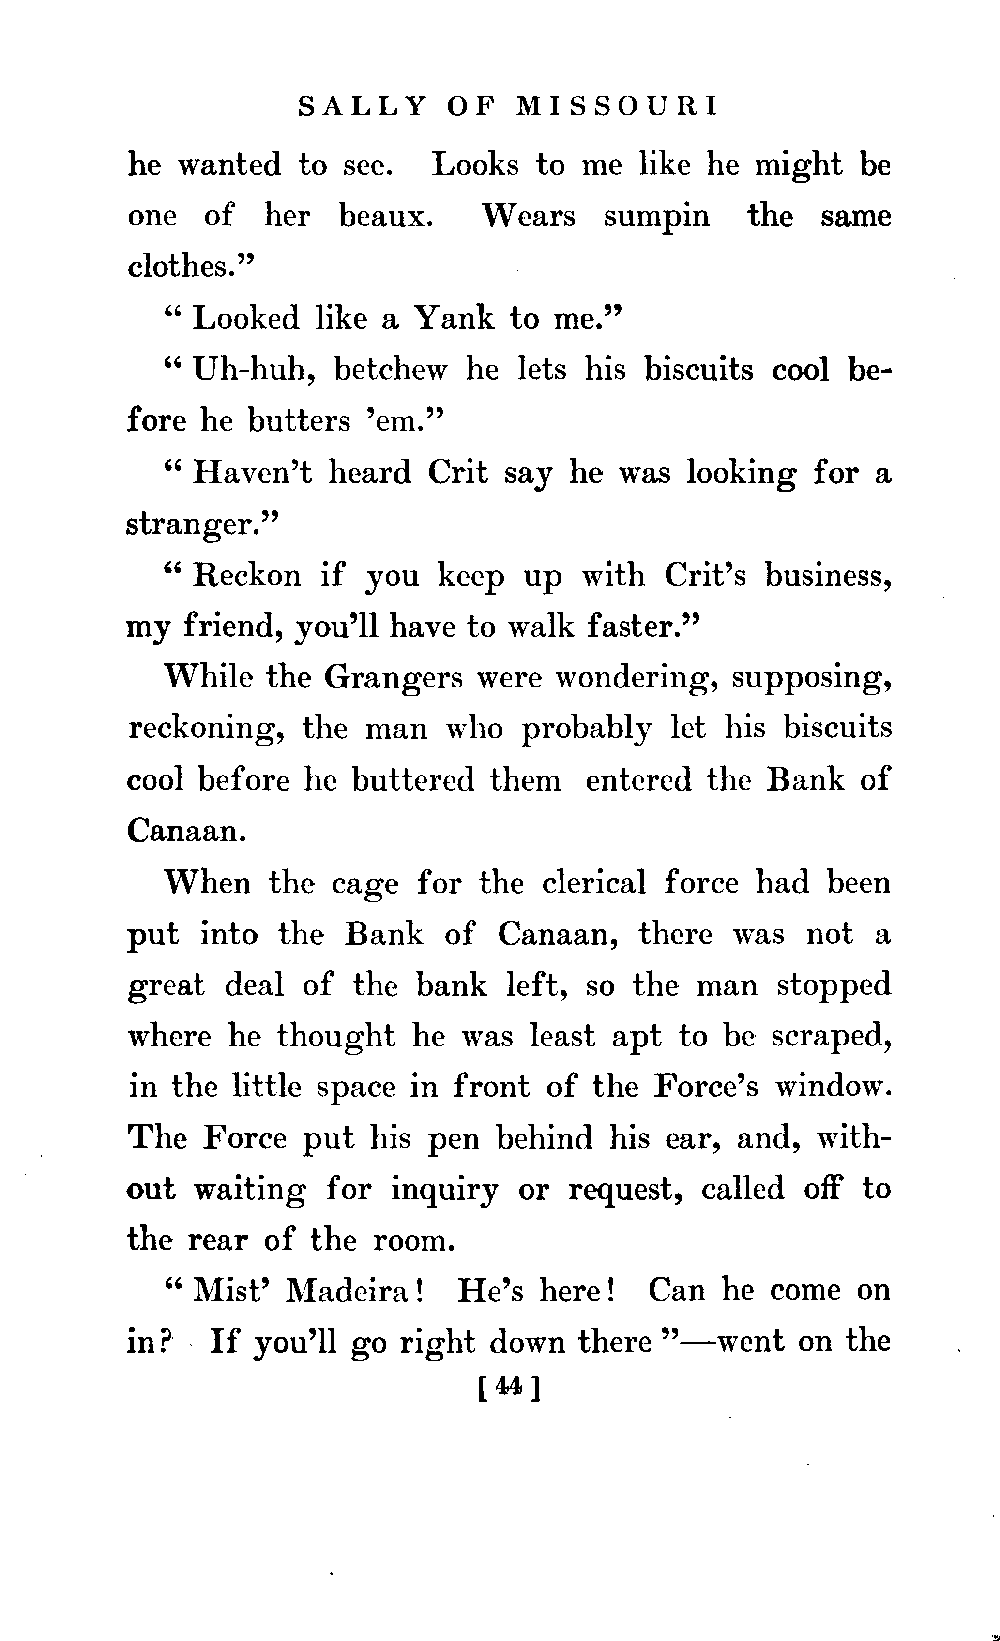 SALLY OF MISSOURI
he wanted to see. Looks to me like he might be
one of her beaux. Wears sumpin the same
clothes.”
“ Looked like a Yank to me.”
“ Uh-huh, betchew he lets his biscuits cool be-
fore he butters ’em.”
“ Haven’t heard Crit say he was looking for a
stranger.”
“ Reckon if you keep up with Crit’s business,
my friend, you’ll have to walk faster.”
While the Grangers were wondering, supposing,
reckoning, the man who probably let his biscuits
cool before he buttered them entered the Bank of
Canaan.
When the cage for the clerical force had been
put into the Bank of Canaan, there was not a
great deal of the bank left, so the man stopped
where he thought he was least apt to be scraped,
in the little space in front of the Force’s window.
The Force put his pen behind his ear, and, with-
out waiting for inquiry or request, called off to
the rear of the room.
“ Mist’ Madeira! He’s here! Can he come on
in? If you’ll go right down there ”—went on the
[ 44 ]